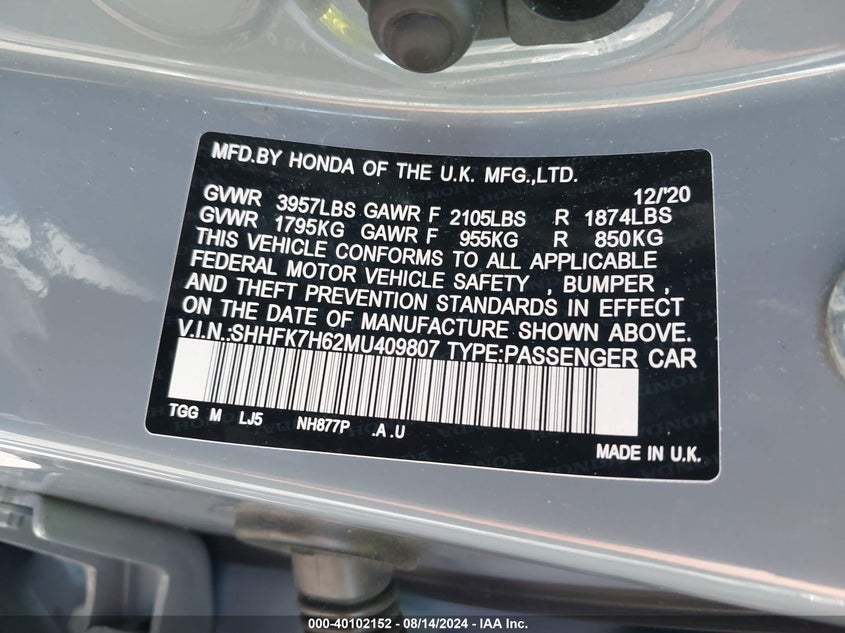 MFD.BY HONDA OF THE U.K. MFG.,LTD.
12/'20
GVWR 3957LBS GAWR F 2105LBS R 1874LBS
GVWR 1795KG GAWR F 955KG R 850KG
THIS VEHICLE CONFORMS TO ALL APPLICABLE
FEDERAL MOTOR VEHICLE SAFETY , BUMPER ,
AND THEFT PREVENTION STANDARDS IN EFFECT
ON THE DATE OF MANUFACTURE SHOWN ABOVE.
V.I.N.:SHHFK7H62MU409807 TYPE:PASSENGER CAR
TGG M LJ5 NH877P .A .U
MADE IN U.K.
000-40102152 - 08/14/2024 - IAA Inc.